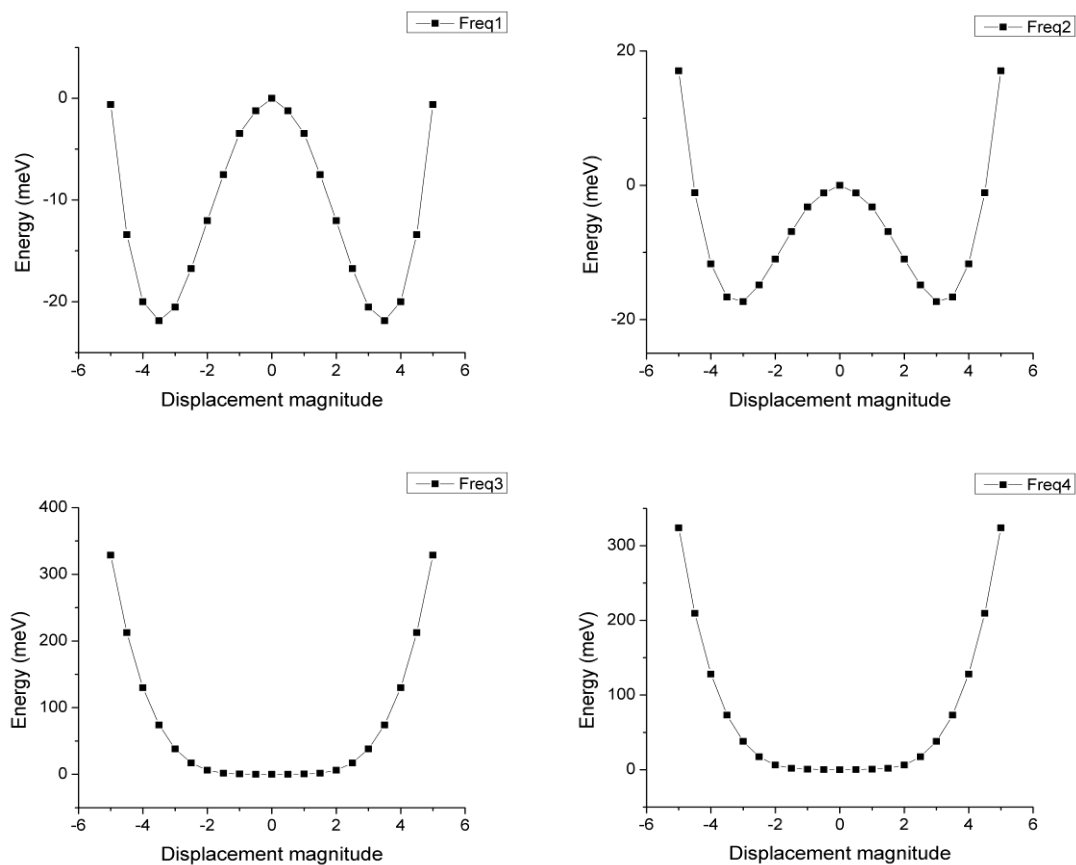 Freq1
0
-10
-20
Energy (meV)
-6 -4 -2 0 2 4 6
Displacement magnitude
Freq2
20
0
-20
Energy (meV)
-6 -4 -2 0 2 4 6
Displacement magnitude
Freq3
400
300
200
100
0
Energy (meV)
-6 -4 -2 0 2 4 6
Displacement magnitude
Freq4
300
200
100
0
Energy (meV)
-6 -4 -2 0 2 4 6
Displacement magnitude